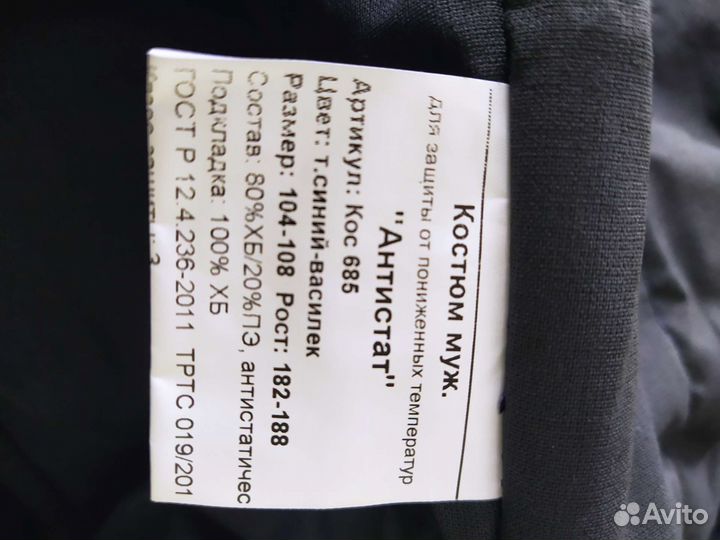 Костюм муж.
для защиты от пониженных температур
"Антистат"
Артикул: Кос 685
Цвет: т.синий-василек
Размер: 104-108 Рост: 182-188
Состав: 80%ХБ/20%ПЭ, антистатичес
Подкладка: 100% ХБ
ГОСТ Р 12.4.236-2011 ТРТС 019/201
защиты: 3
Avito